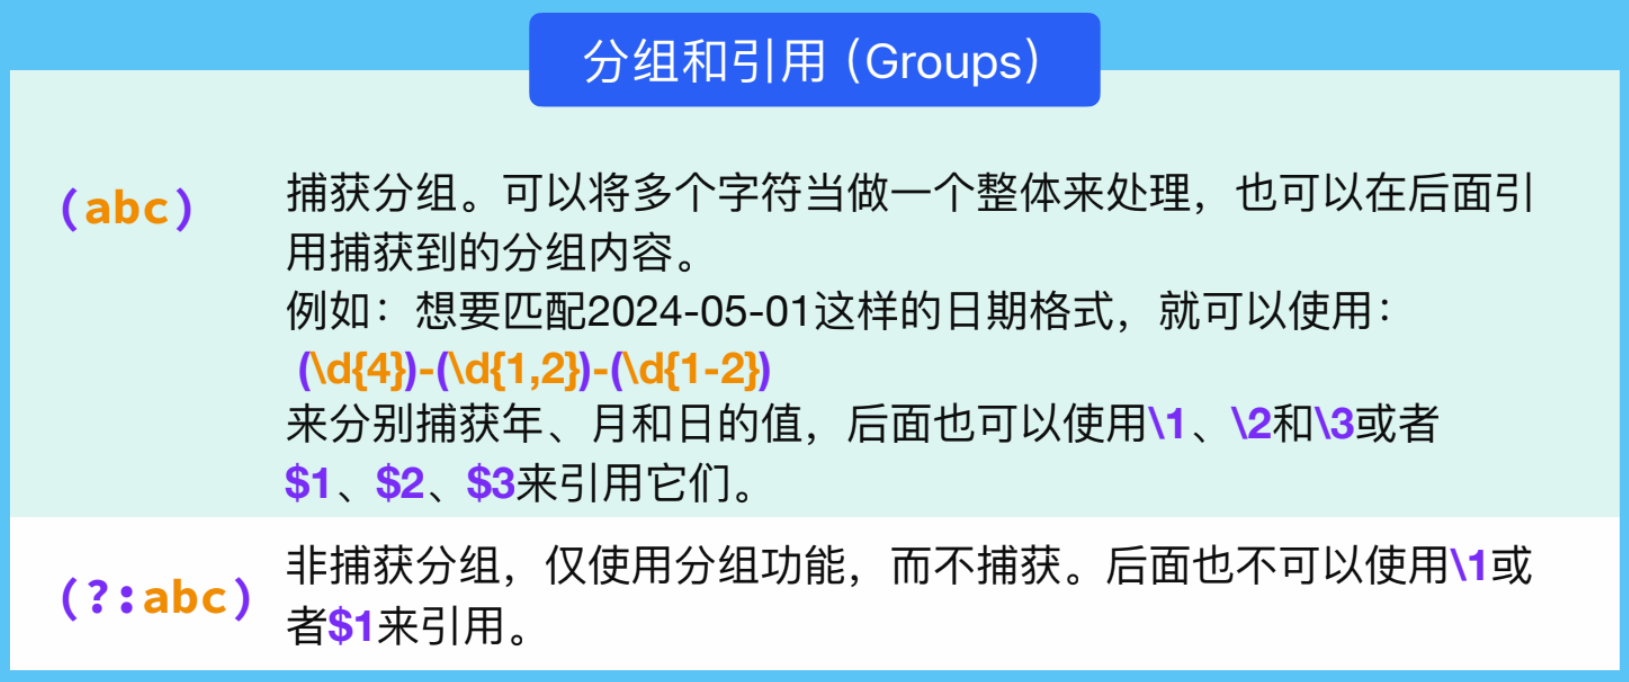 分组和引用 (Groups)
(abc)
捕获分组。可以将多个字符当做一个整体来处理，也可以在后面引
用捕获到的分组内容。
例如：想要匹配2024-05-01这样的日期格式，就可以使用：
(\d{4})-(\d{1,2})-(\d{1-2})
来分别捕获年、月和日的值，后面也可以使用\1、\2和\3或者
$1、$2、$3来引用它们。
(?:abc)
非捕获分组，仅使用分组功能，而不捕获。后面也不可以使用\1或
者$1来引用。